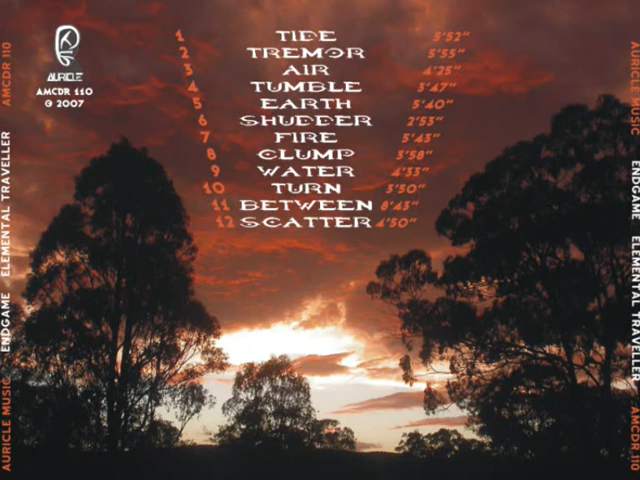 AURICLE
AMCDR 110
© 2007
1 TIDE 5'52"
2 TREMOR 5'55"
3 AIR 4'25"
4 TUMBLE 3'47"
5 EARTH 5'40"
6 SHUDDER 2'53"
7 FIRE 5'43"
8 CLUMP 3'58"
9 WATER 4'33"
10 TURN 3'50"
11 BETWEEN 8'43"
12 SCATTER 4'30"
AURICLE MUSIC ENDGAME ELEMENTAL TRAVELLER AMCDR 110
AURICLE MUSIC ENDGAME ELEMENTAL TRAVELLER AMCDR 110